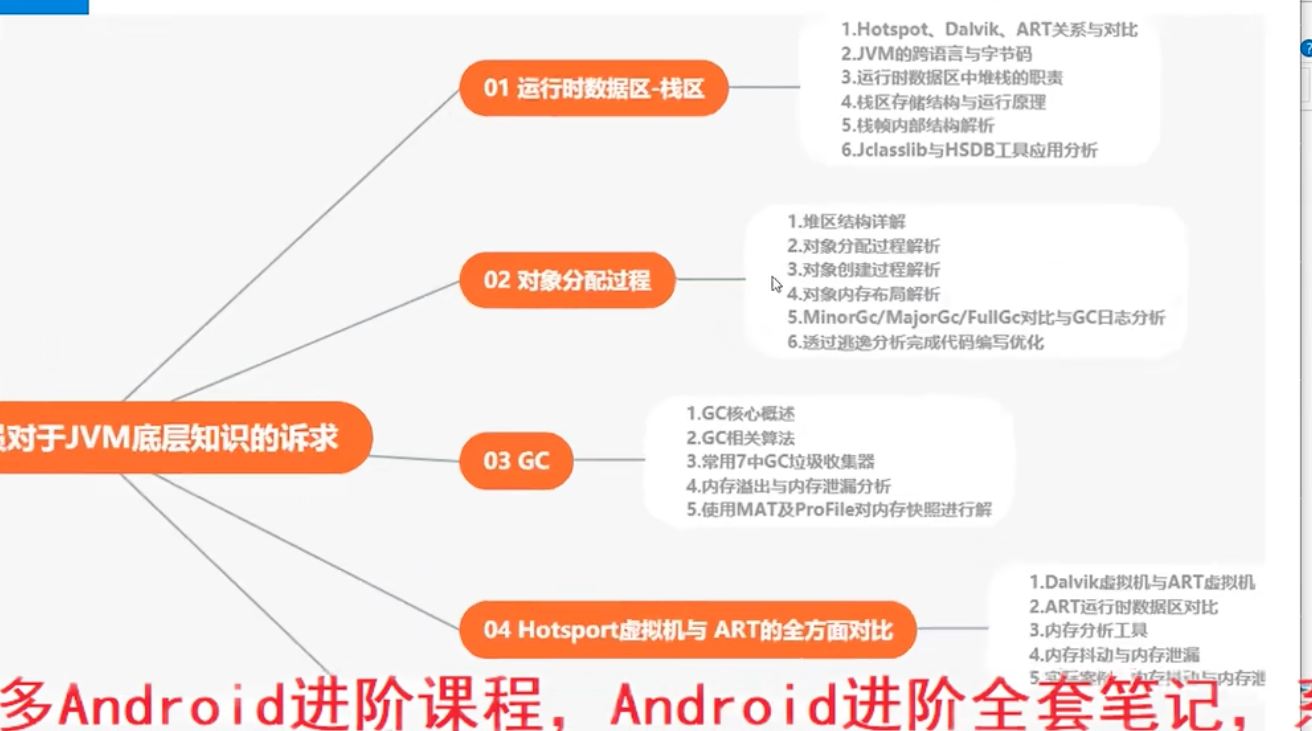 01 运行时数据区-栈区
1.Hotspot、Dalvik、ART关系与对比
2.JVM的跨语言与字节码
3.运行时数据区中堆栈的职责
4.栈区存储结构与运行原理
5.栈帧内部结构解析
6.Jclasslib与HSDB工具应用分析
02 对象分配过程
1.堆区结构详解
2.对象分配过程解析
3.对象创建过程解析
4.对象内存布局解析
5.MinorGc/MajorGc/FullGc对比与GC日志分析
6.透过逃逸分析完成代码编写优化
对于JVM底层知识的诉求
03 GC
1.GC核心概述
2.GC相关算法
3.常用7中GC垃圾收集器
4.内存溢出与内存泄漏分析
5.使用MAT及ProFile对内存快照进行解
04 Hotsport虚拟机与 ART的全方面对比
1.Dalvik虚拟机与ART虚拟机
2.ART运行时数据区对比
3.内存分析工具
4.内存抖动与内存泄漏
多Android进阶课程，Android进阶全套笔记，